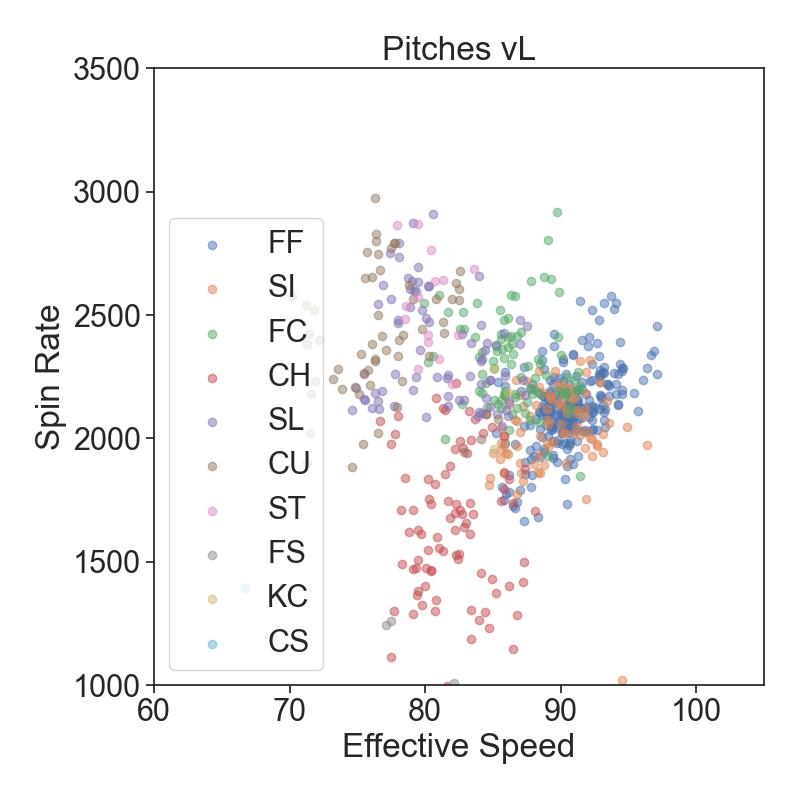 Pitches vL
3500
3000
2500
2000
1500
1000
Spin Rate
FF
SI
FC
CH
SL
CU
ST
FS
KC
CS
60 70 80 90 100
Effective Speed